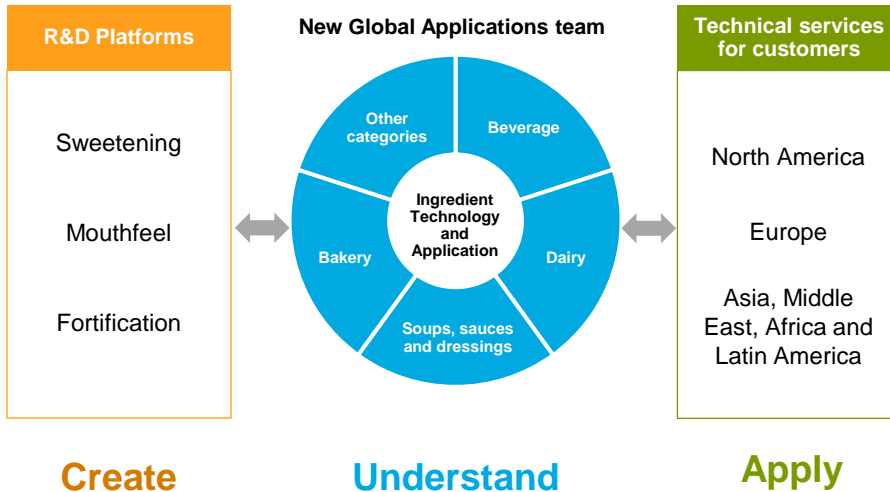 R&D Platforms
Sweetening
Mouthfeel
Fortification
New Global Applications team
Other
categories
Beverage
Ingredient
Technology
and
Application
Bakery
Dairy
Soups, sauces
and dressings
Technical services
for customers
North America
Europe
Asia, Middle
East, Africa and
Latin America
Create
Understand
Apply